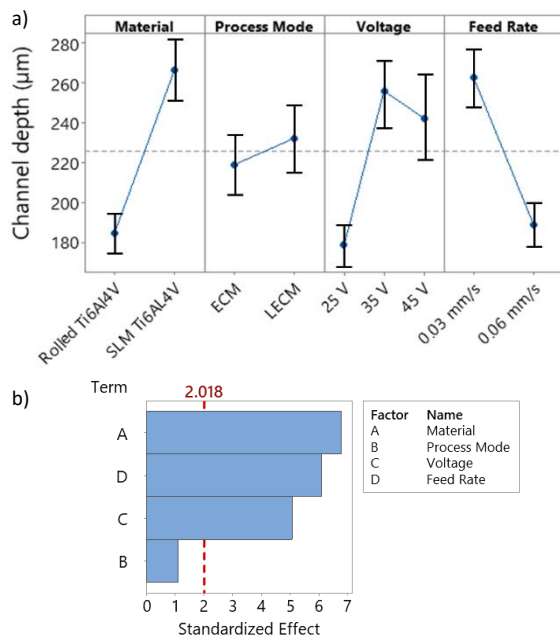 a)
Material Process Mode Voltage Feed Rate
Channel depth (µm)
280
260
240
220
200
180
Rolled Ti6Al4V SLM Ti6AL4V ECM LECM 25 V 35 V 45 V 0.03 mm/s 0.06 mm/s
b)
Term
2.018
A
D
C
B
0 1 2 3 4 5 6 7
Standardized Effect
Factor Name
A Material
B Process Mode
C Voltage
D Feed Rate